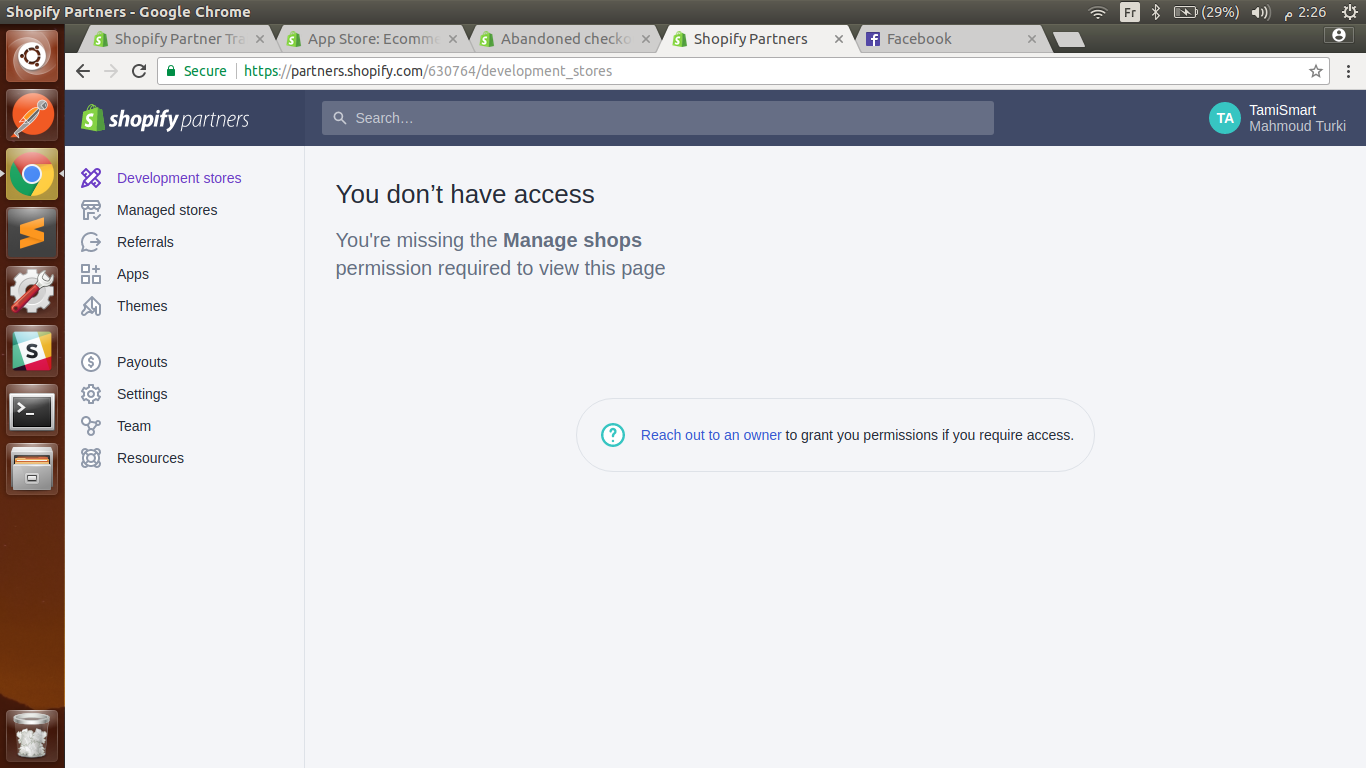 Shopify Partners - Google Chrome
Fr
(29%)
2:26 م
Shopify Partner Tra
App Store: Ecomme
Abandoned checko
Shopify Partners
Facebook
Secure
https://partners.shopify.com/630764/development_stores
shopify partners
Search…
TA
TamiSmart
Mahmoud Turki
Development stores
Managed stores
Referrals
Apps
Themes
Payouts
Settings
Team
Resources
You don’t have access
You're missing the Manage shops
permission required to view this page
Reach out to an owner to grant you permissions if you require access.